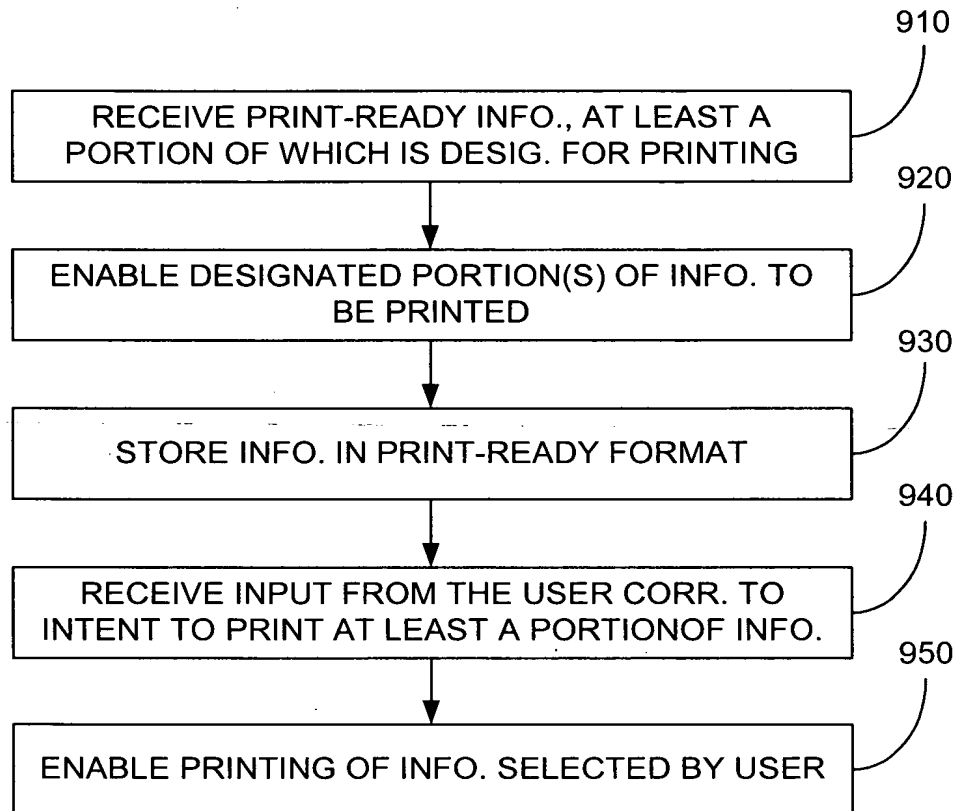 910
RECEIVE PRINT-READY INFO., AT LEAST A
PORTION OF WHICH IS DESIG. FOR PRINTING
920
ENABLE DESIGNATED PORTION(S) OF INFO. TO
BE PRINTED
930
STORE INFO. IN PRINT-READY FORMAT
940
RECEIVE INPUT FROM THE USER CORR. TO
INTENT TO PRINT AT LEAST A PORTIONOF INFO.
950
ENABLE PRINTING OF INFO. SELECTED BY USER